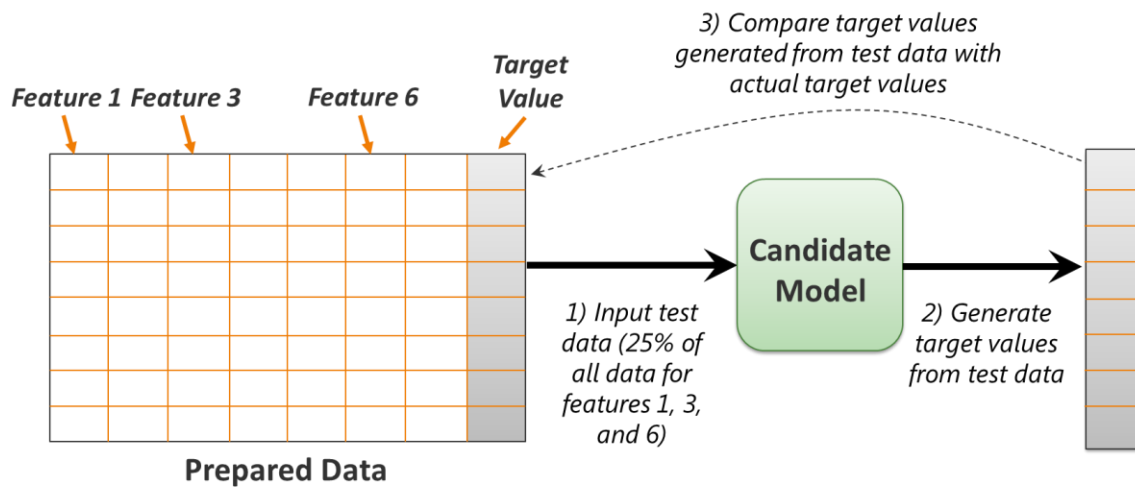 3) Compare target values
generated from test data with
actual target values
Target
Value
Feature 1 Feature 3 Feature 6
Candidate
Model
1) Input test
data (25% of
all data for
features 1, 3,
and 6)
2) Generate
target values
from test data
Prepared Data